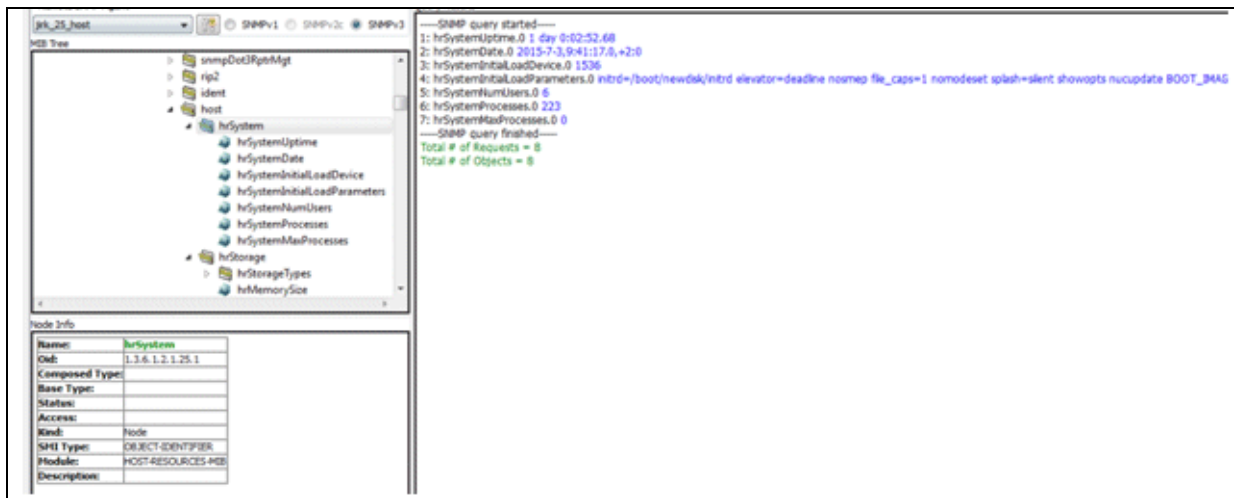 jirk_25_host
SNMPv1 SNMPv2c SNMPv3
MIB Tree
snmpDot3RptrMgt
rip2
ident
host
hrSystem
hrSystemUptime
hrSystemDate
hrSystemInitialLoadDevice
hrSystemInitialLoadParameters
hrSystemNumUsers
hrSystemProcesses
hrSystemMaxProcesses
hrStorage
hrStorageTypes
hrMemorySize
Node Info
Name: hrSystem
Oid: 1.3.6.1.2.1.25.1
Composed Type:
Base Type:
Status:
Access:
Kind: Node
SMI Type: OBJECT-IDENTIFIER
Module: HOST-RESOURCES-MIB
Description:
-----SNMP query started-----
1: hrSystemUptime.0 1 day 0:02:52.68
2: hrSystemDate.0 2015-7-3,9:41:17.0,+2:0
3: hrSystemInitialLoadDevice.0 1536
4: hrSystemInitialLoadParameters.0 initrd=/boot/newdisk/initrd elevator=deadline nosmep file_caps=1 nomodeset splash=silent showopts nucupdate BOOT_IMAG
5: hrSystemNumUsers.0 6
6: hrSystemProcesses.0 223
7: hrSystemMaxProcesses.0 0
-----SNMP query finished-----
Total # of Requests = 8
Total # of Objects = 8